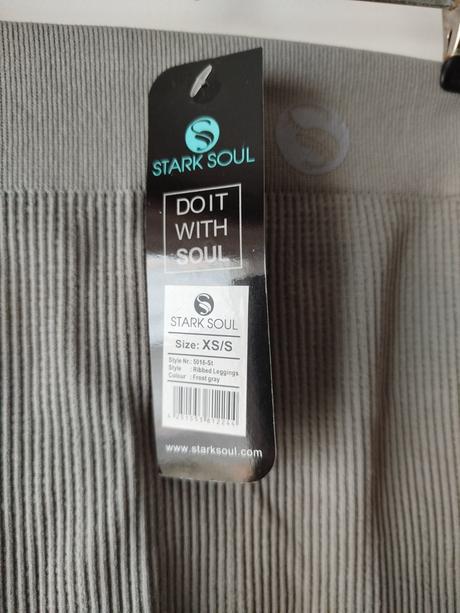 STARK SOUL
DO IT
WITH
SOUL
STARK SOUL
Size: XS/S
Style Nr.: 5016-St
Style : Ribbed Leggings
Colour : Frost gray
www.starksoul.com